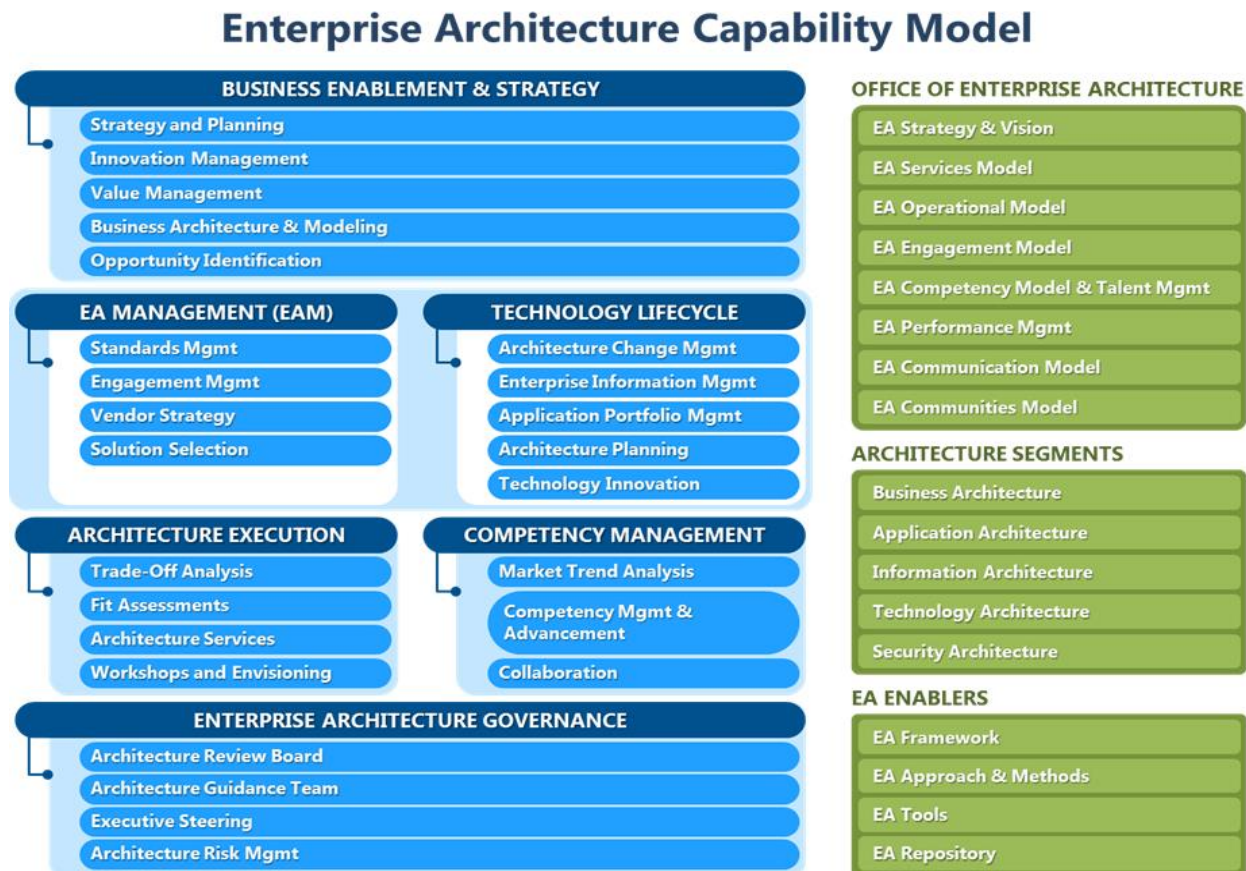 Enterprise Architecture Capability Model
BUSINESS ENABLEMENT & STRATEGY
Strategy and Planning
Innovation Management
Value Management
Business Architecture & Modeling
Opportunity Identification
EA MANAGEMENT (EAM)
Standards Mgmt
Engagement Mgmt
Vendor Strategy
Solution Selection
TECHNOLOGY LIFECYCLE
Architecture Change Mgmt
Enterprise Information Mgmt
Application Portfolio Mgmt
Architecture Planning
Technology Innovation
ARCHITECTURE EXECUTION
Trade-Off Analysis
Fit Assessments
Architecture Services
Workshops and Envisioning
COMPETENCY MANAGEMENT
Market Trend Analysis
Competency Mgmt &
Advancement
Collaboration
ENTERPRISE ARCHITECTURE GOVERNANCE
Architecture Review Board
Architecture Guidance Team
Executive Steering
Architecture Risk Mgmt
OFFICE OF ENTERPRISE ARCHITECTURE
EA Strategy & Vision
EA Services Model
EA Operational Model
EA Engagement Model
EA Competency Model & Talent Mgmt
EA Performance Mgmt
EA Communication Model
EA Communities Model
ARCHITECTURE SEGMENTS
Business Architecture
Application Architecture
Information Architecture
Technology Architecture
Security Architecture
EA ENABLERS
EA Framework
EA Approach & Methods
EA Tools
EA Repository